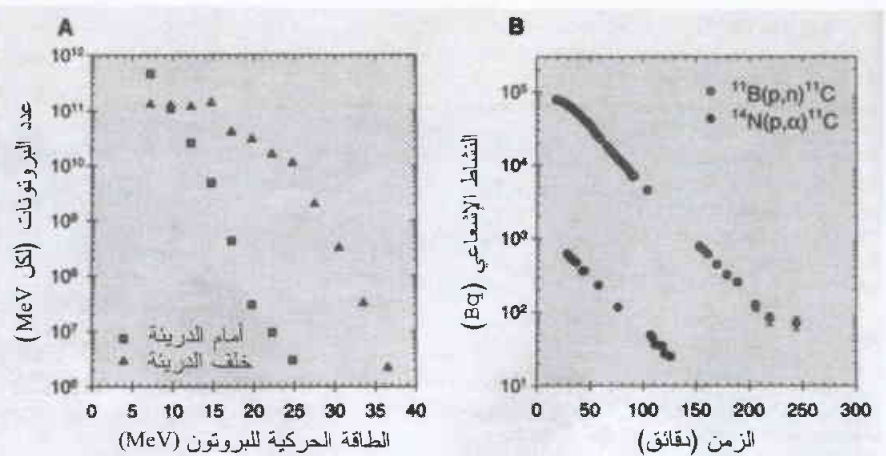 A
عدد البروتونات (لكل MeV)
10¹²
10¹¹
10¹⁰
10⁹
10⁸
10⁷
10⁶
أمام الدريئة
خلف الدريئة
0 5 10 15 20 25 30 35 40
الطاقة الحركية للبروتون (MeV)
B
النشاط الإشعاعي (Bq)
10⁵
10⁴
10³
10²
10¹
¹¹B(p,n)¹¹C
¹⁴N(p,α)¹¹C
0 50 100 150 200 250 300
الزمن (دقائق)